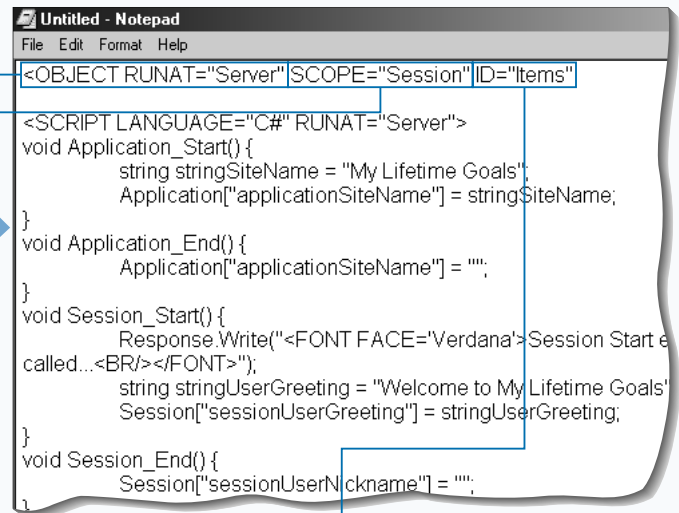 Untitled - Notepad
File Edit Format Help
<OBJECT RUNAT="Server" SCOPE="Session" ID="Items"
<SCRIPT LANGUAGE="C#" RUNAT="Server">
void Application_Start() {
string stringSiteName = "My Lifetime Goals";
Application["applicationSiteName"] = stringSiteName;
}
void Application_End() {
Application["applicationSiteName"] = "";
}
void Session_Start() {
Response.Write("<FONT FACE='Verdana'>Session Start e
called...<BR/></FONT>");
string stringUserGreeting = "Welcome to My Lifetime Goals"
Session["sessionUserGreeting"] = stringUserGreeting;
}
void Session_End() {
Session["sessionUserNickname"] = "";
}